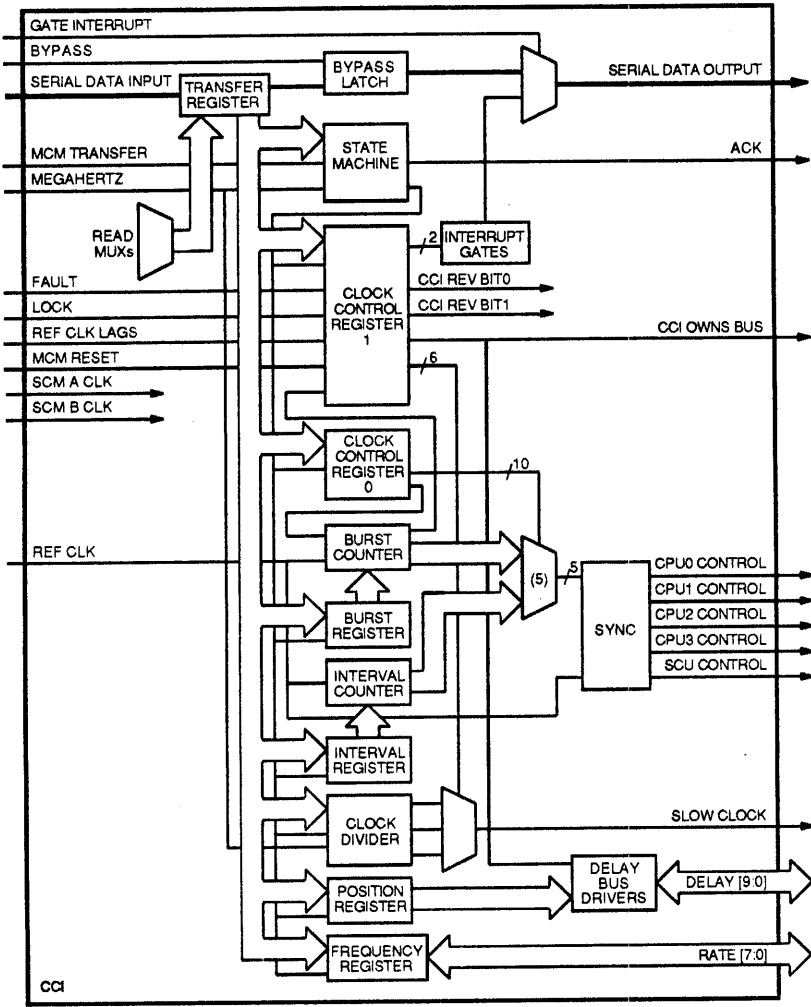 GATE INTERRUPT
BYPASS
SERIAL DATA INPUT
TRANSFER
REGISTER
BYPASS
LATCH
SERIAL DATA OUTPUT
MCM TRANSFER
MEGAHERTZ
STATE
MACHINE
ACK
READ
MUXs
2
INTERRUPT
GATES
FAULT
LOCK
REF CLK LAGS
MCM RESET
SCM A CLK
SCM B CLK
CLOCK
CONTROL
REGISTER
1
CCI REV BIT0
CCI REV BIT1
CCI OWNS BUS
6
CLOCK
CONTROL
REGISTER
0
10
REF CLK
BURST
COUNTER
(5)
5
SYNC
CPU0 CONTROL
CPU1 CONTROL
CPU2 CONTROL
CPU3 CONTROL
SCU CONTROL
BURST
REGISTER
INTERVAL
COUNTER
INTERVAL
REGISTER
CLOCK
DIVIDER
SLOW CLOCK
POSITION
REGISTER
DELAY
BUS
DRIVERS
DELAY [9:0]
FREQUENCY
REGISTER
RATE [7:0]
CCI